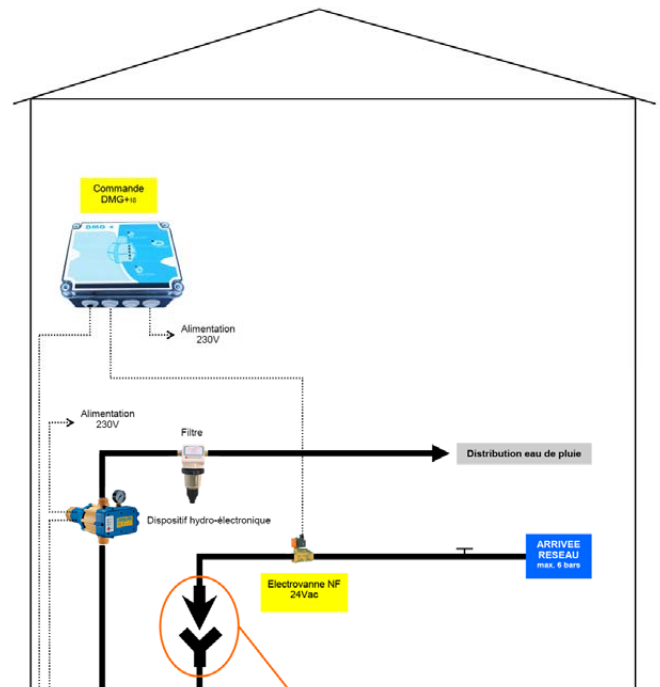 Commande
DMG+10
DMG +
Alimentation
230V
Alimentation
230V
Filtre
Distribution eau de pluie
Dispositif hydro-électronique
ARRIVEE
RESEAU
max. 6 bars
Electrovanne NF
24Vac